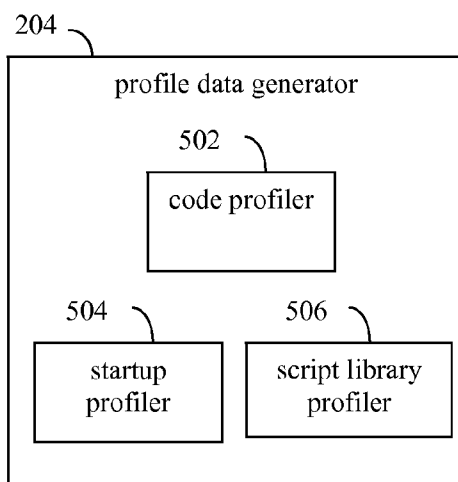 204
profile data generator
502
code profiler
504
506
startup
profiler
script library
profiler